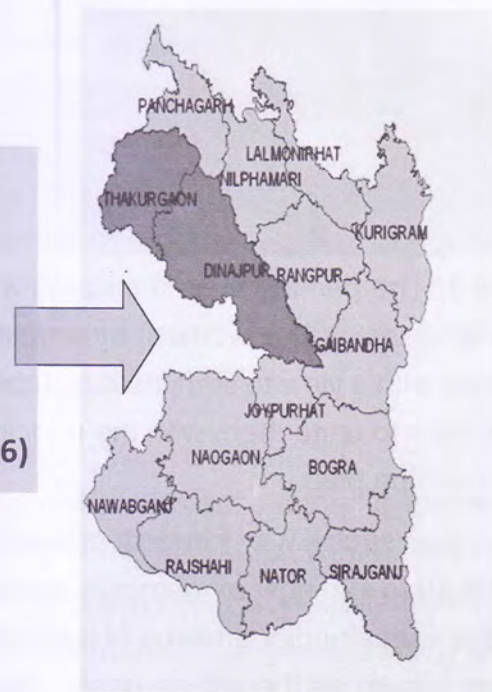 PANCHAGARH
LALMONIRHAT
NILPHAMARI
THAKURGAON
KURIGRAM
DINAJPUR
RANGPUR
GAIBANDHA
JOYPURHAT
NAOGAON
BOGRA
6)
NAWABGANJ
RAJSHAHI
NATOR
SIRAJGANJ